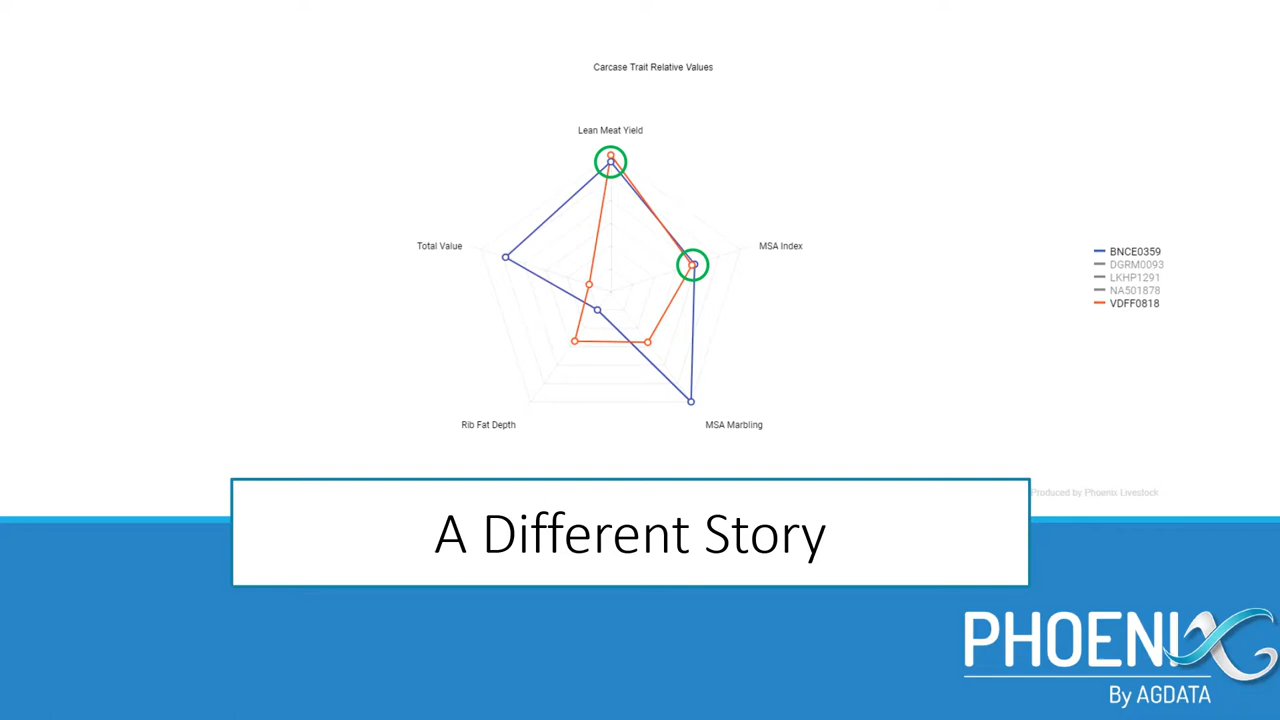 Carcase Trait Relative Values
Lean Meat Yield
Total Value
MSA Index
BNCE0359
DGRM0093
LKHP1291
NA501878
VDFF0818
Rib Fat Depth
MSA Marbling
Produced by Phoenix Livestock
A Different Story
PHOENIX
By AGDATA